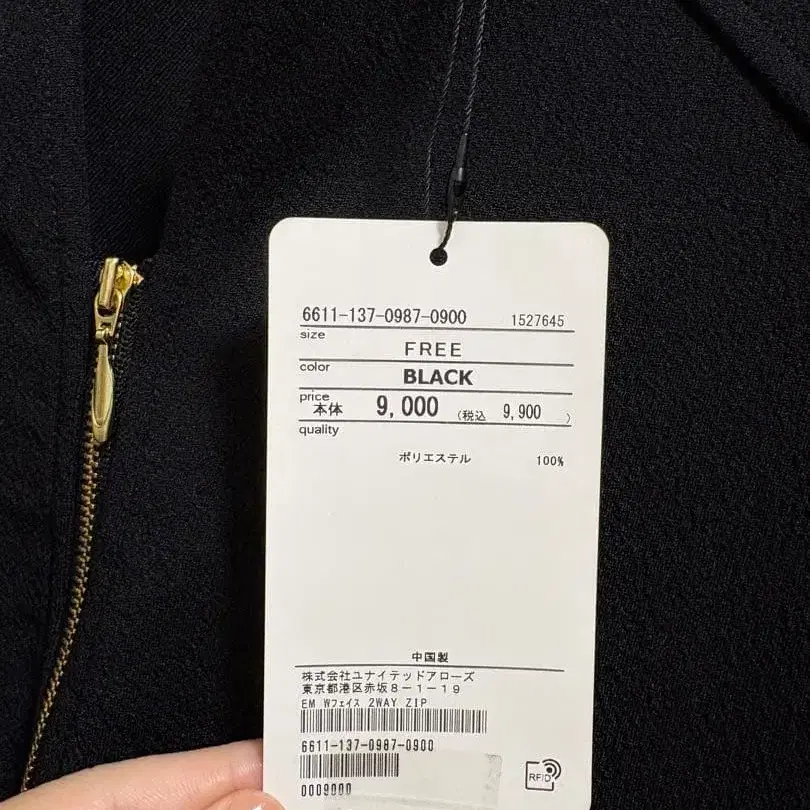 6611-137-0987-0900 1527645
size
FREE
color
BLACK
price
本体 9,000 (税込 9,900 )
quality
ポリエステル 100%
中国製
株式会社ユナイテッドアローズ
東京都港区赤坂8-1-19
EM Wフェイス 2WAY ZIP
6611-137-0987-0900
0009000
RFID